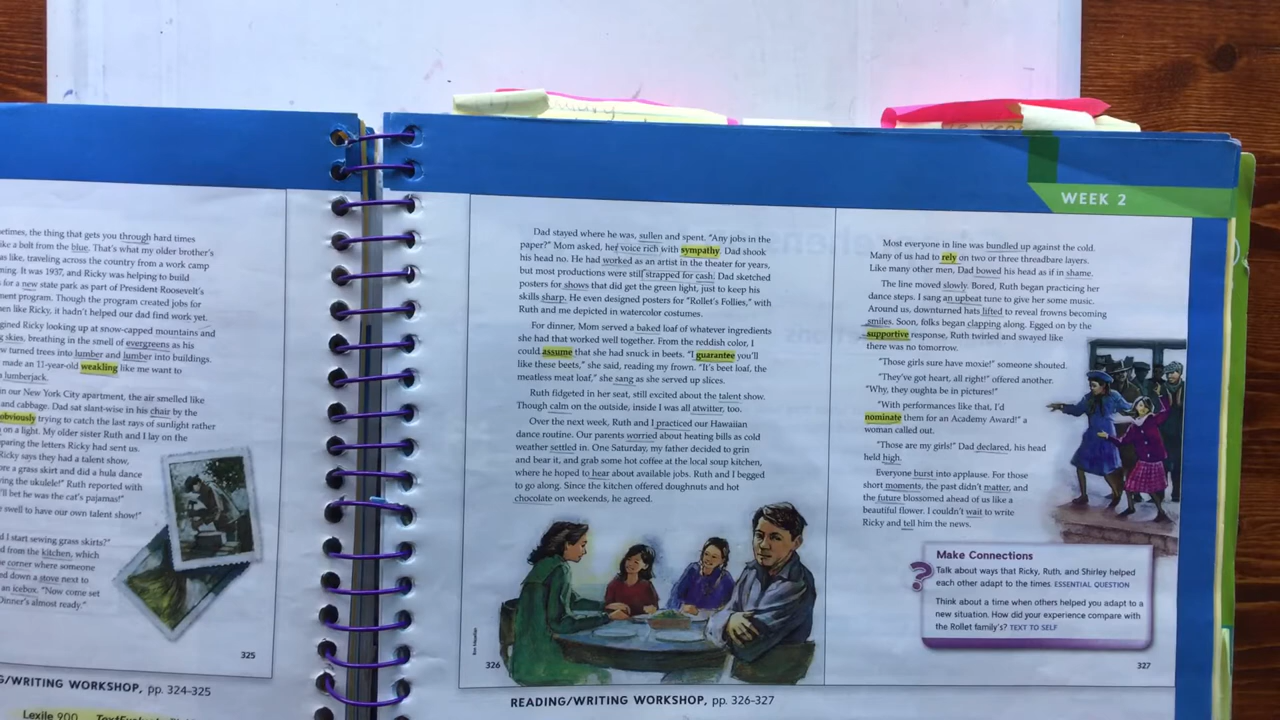 etimes, the thing that gets you through hard times
ike a bolt from the blue. That's what my older brother's
as like, traveling across the country from a work camp
ning. It was 1937, and Ricky was helping to build
for a new state park as part of President Roosevelt's
ment program. Though the program created jobs for
en like Ricky, it hadn't helped our dad find work yet.
gined Ricky looking up at snow-capped mountains and
g skies, breathing in the smell of evergreens as his
w turned trees into lumber and lumber into buildings.
made an 11-year-old weakling like me want to
a lumberjack.
in our New York City apartment, the air smelled like
and cabbage. Dad sat slant-wise in his chair by the
obviously trying to catch the last rays of sunlight rather
on a light. My older sister Ruth and I lay on the
paring the letters Ricky had sent us.
Ricky says they had a talent show,
ore a grass skirt and did a hula dance
ying the ukulele!" Ruth reported with
'll bet he was the cat's pajamas!"
e swell to have our own talent show!"
d I start sewing grass skirts?"
d from the kitchen, which
e corner where someone
ed down a stove next to
an icebox. "Now come set
Dinner's almost ready."
325
G/WRITING WORKSHOP, pp. 324-325
Lexile 900
WEEK 2
Dad stayed where he was, sullen and spent. "Any jobs in the
paper?" Mom asked, her voice rich with sympathy. Dad shook
his head no. He had worked as an artist in the theater for years,
but most productions were still strapped for cash. Dad sketched
posters for shows that did get the green light, just to keep his
skills sharp. He even designed posters for "Rollet's Follies," with
Ruth and me depicted in watercolor costumes.
For dinner, Mom served a baked loaf of whatever ingredients
she had that worked well together. From the reddish color, I
could assume that she had snuck in beets. "I guarantee you'll
like these beets," she said, reading my frown. "It's beet loaf, the
meatless meat loaf," she sang as she served up slices.
Ruth fidgeted in her seat, still excited about the talent show.
Though calm on the outside, inside I was all atwitter, too.
Over the next week, Ruth and I practiced our Hawaiian
dance routine. Our parents worried about heating bills as cold
weather settled in. One Saturday, my father decided to grin
and bear it, and grab some hot coffee at the local soup kitchen,
where he hoped to hear about available jobs. Ruth and I begged
to go along. Since the kitchen offered doughnuts and hot
chocolate on weekends, he agreed.
326
READING/WRITING WORKSHOP, pp. 326-327
Most everyone in line was bundled up against the cold.
Many of us had to rely on two or three threadbare layers.
Like many other men, Dad bowed his head as if in shame.
The line moved slowly. Bored, Ruth began practicing her
dance steps. I sang an upbeat tune to give her some music.
Around us, downturned hats lifted to reveal frowns becoming
smiles. Soon, folks began clapping along. Egged on by the
supportive response, Ruth twirled and swayed like
there was no tomorrow.
"Those girls sure have moxie!" someone shouted.
"They've got heart, all right!" offered another.
"Why, they oughta be in pictures!"
"With performances like that, I'd
nominate them for an Academy Award!" a
woman called out.
"Those are my girls!" Dad declared, his head
held high.
Everyone burst into applause. For those
short moments, the past didn't matter, and
the future blossomed ahead of us like a
beautiful flower. I couldn't wait to write
Ricky and tell him the news.
?
Make Connections
Talk about ways that Ricky, Ruth, and Shirley helped
each other adapt to the times. ESSENTIAL QUESTION
Think about a time when others helped you adapt to a
new situation. How did your experience compare with
the Rollet family's? TEXT TO SELF
327